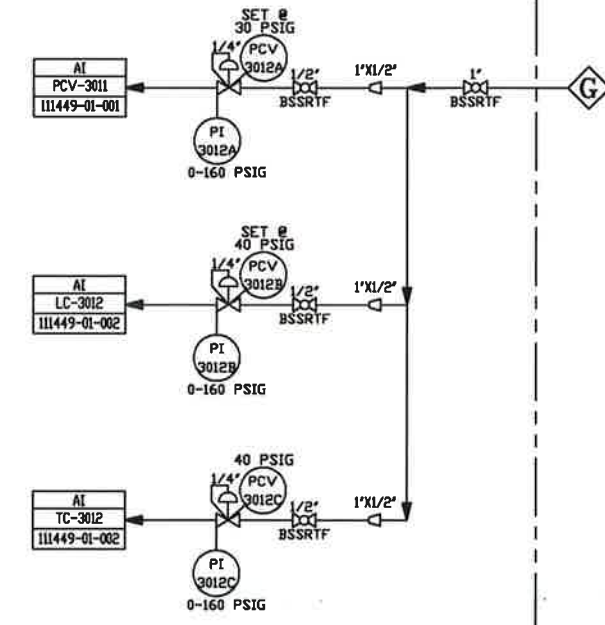 SET @
30 PSIG
1/4"
PCV
3012A
1/2"
BSSRTF
1"X1/2"
1"
BSSRTF
G
AI
PCV-3011
111449-01-001
PI
3012A
0-160 PSIG
SET @
40 PSIG
1/4"
PCV
3012B
1/2"
BSSRTF
1"X1/2"
AI
LC-3012
111449-01-002
PI
3012B
0-160 PSIG
40 PSIG
1/4"
PCV
3012C
1/2"
BSSRTF
1"X1/2"
AI
TC-3012
111449-01-002
PI
3012C
0-160 PSIG